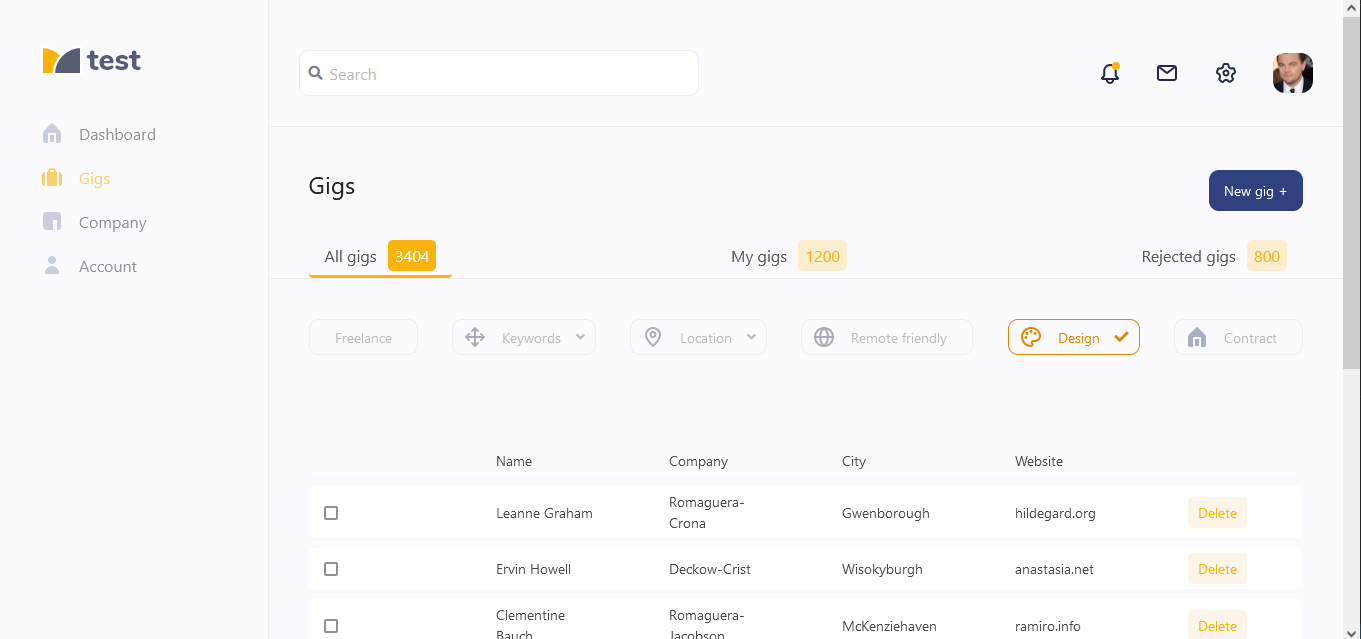 test
Search
Dashboard
Gigs
Company
Account
Gigs
New gig +
All gigs 3404
My gigs 1200
Rejected gigs 800
Freelance
Keywords
Location
Remote friendly
Design
Contract
Name Company City Website
Leanne Graham
Romaguera-
Crona
Gwenborough
hildegard.org
Delete
Ervin Howell
Deckow-Crist
Wisokyburgh
anastasia.net
Delete
Clementine
Bauch
Romaguera-
Jacobson
McKenziehaven
ramiro.info
Delete